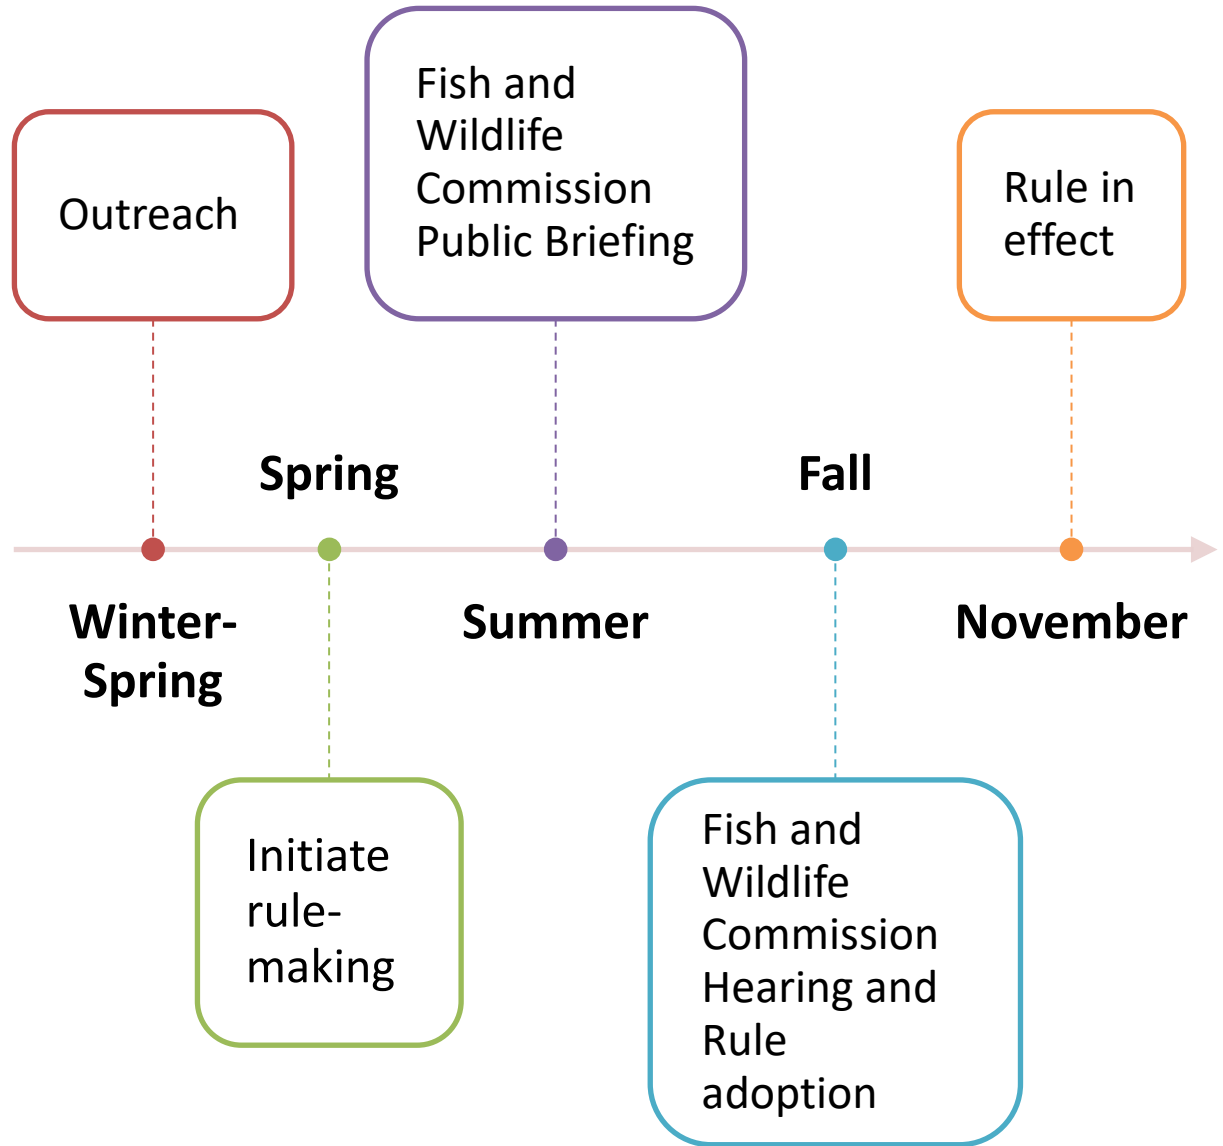 Outreach
Fish and
Wildlife
Commission
Public Briefing
Rule in
effect
Spring
Fall
Winter-
Spring
Summer
November
Initiate
rule-
making
Fish and
Wildlife
Commission
Hearing and
Rule
adoption